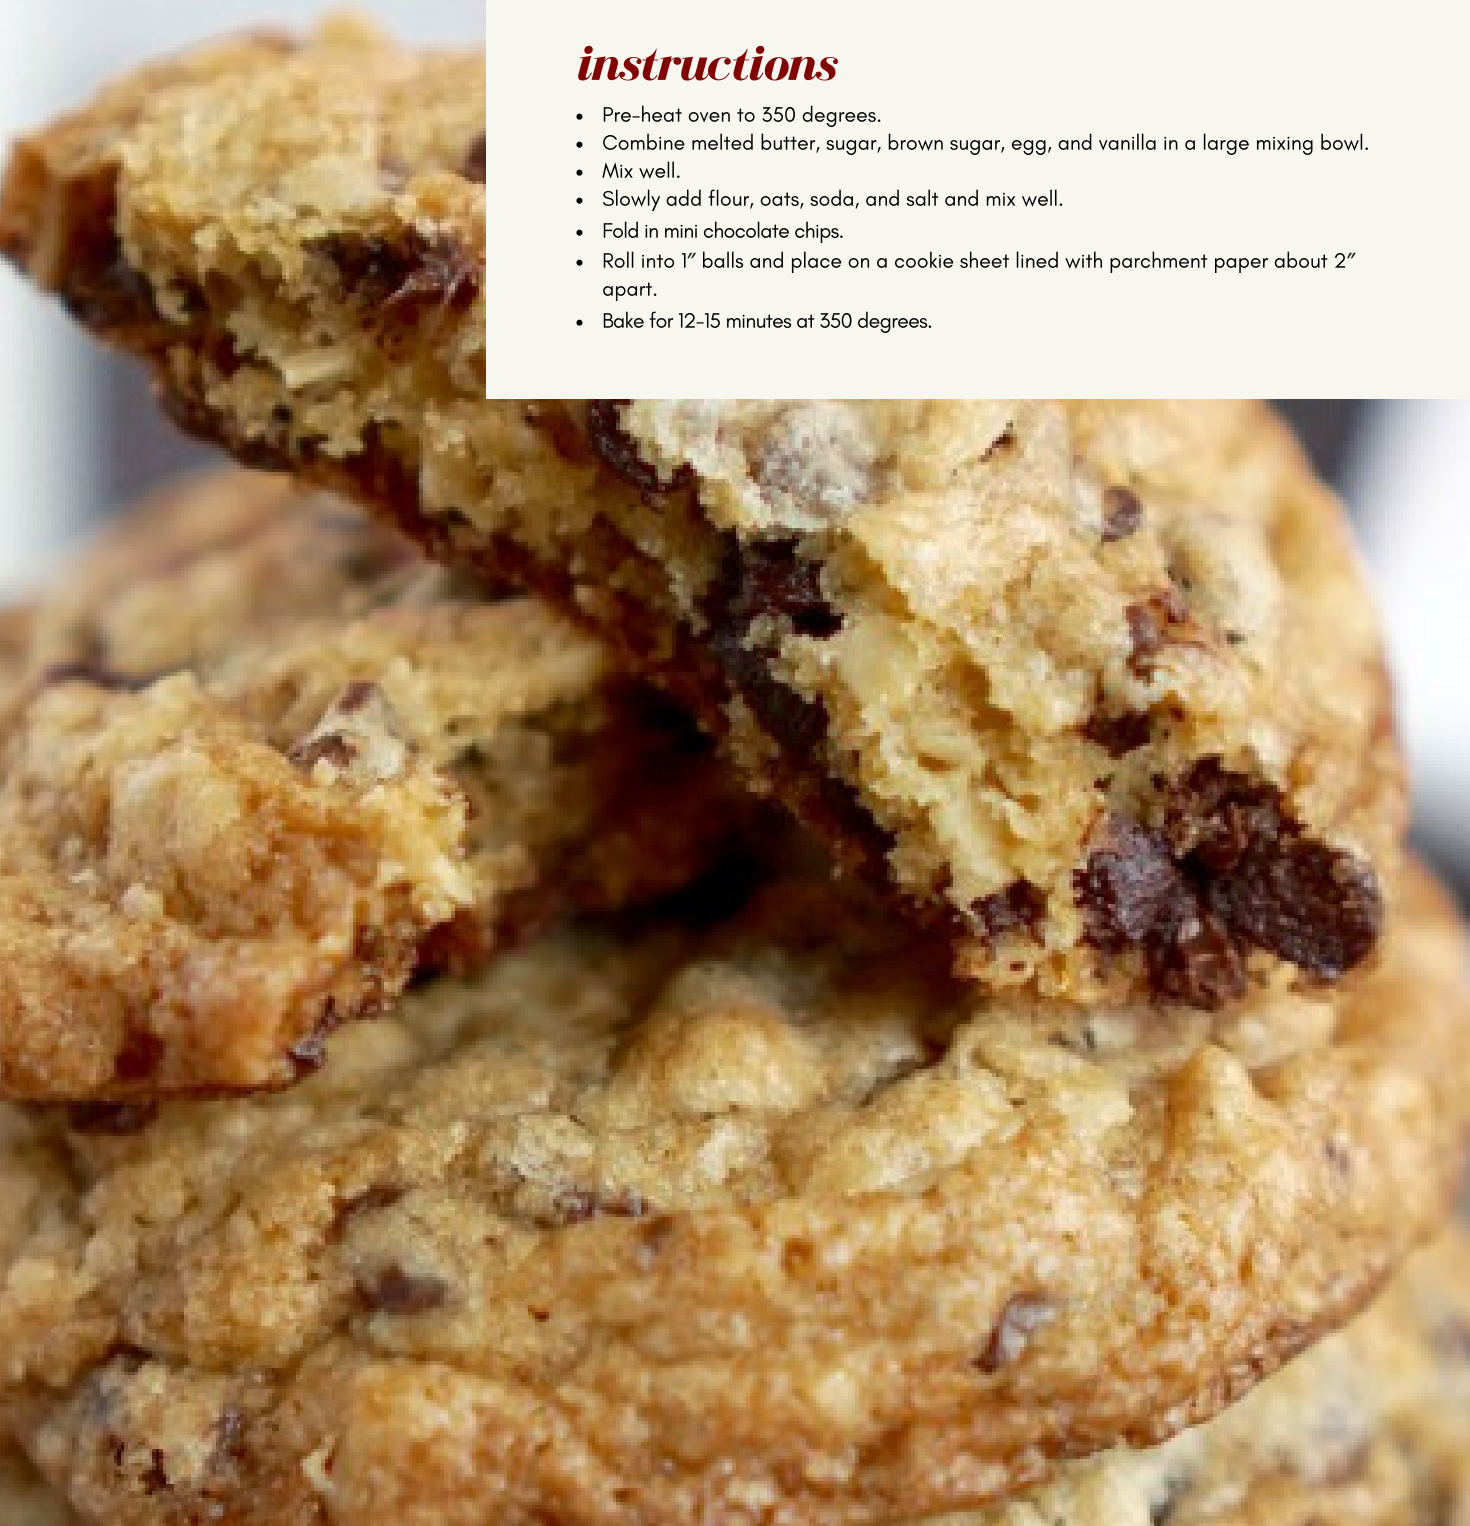 instructions
• Pre-heat oven to 350 degrees.
• Combine melted butter, sugar, brown sugar, egg, and vanilla in a large mixing bowl.
• Mix well.
• Slowly add flour, oats, soda, and salt and mix well.
• Fold in mini chocolate chips.
• Roll into 1″ balls and place on a cookie sheet lined with parchment paper about 2″
apart.
• Bake for 12-15 minutes at 350 degrees.